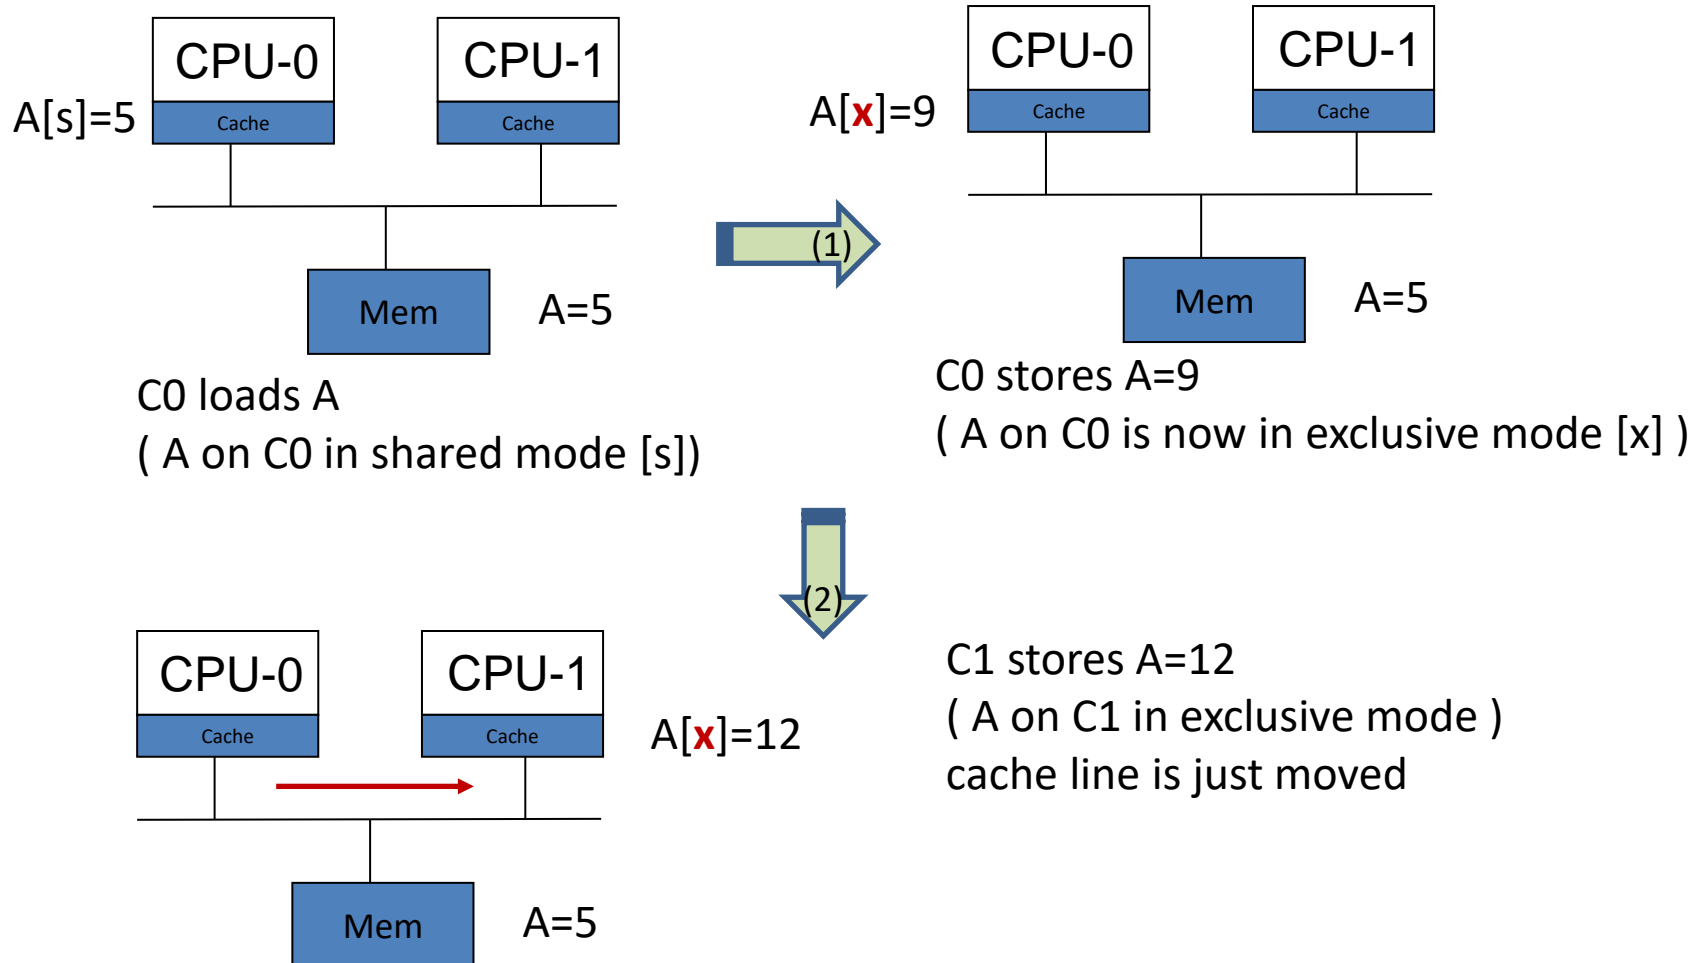 CPU-0
CPU-1
A[s]=5
Cache
Cache
Mem
A=5
C0 loads A
( A on C0 in shared mode [s])
(1)
CPU-0
CPU-1
A[x]=9
Cache
Cache
Mem
A=5
C0 stores A=9
( A on C0 is now in exclusive mode [x] )
(2)
CPU-0
CPU-1
Cache
Cache
A[x]=12
Mem
A=5
C1 stores A=12
( A on C1 in exclusive mode )
cache line is just moved